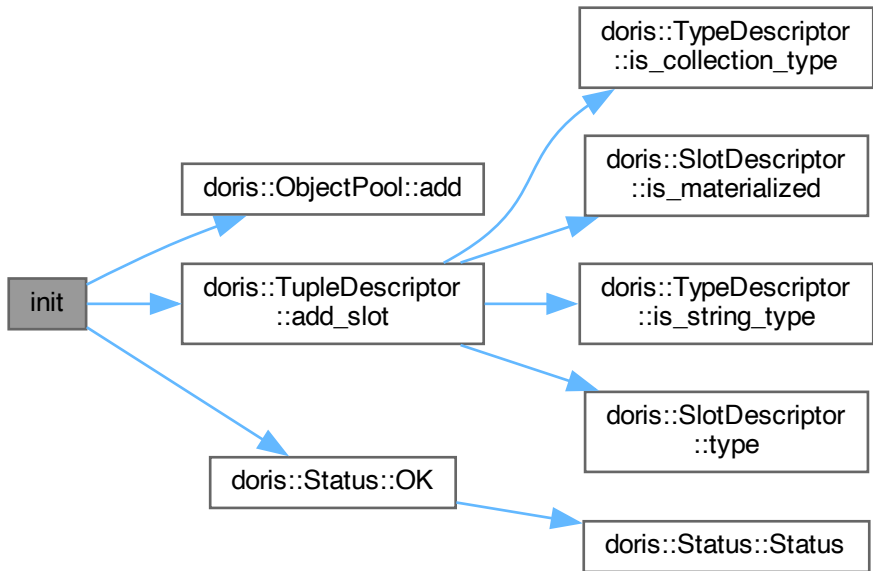 init
doris::ObjectPool::add
doris::TupleDescriptor
::add_slot
doris::Status::OK
doris::TypeDescriptor
::is_collection_type
doris::SlotDescriptor
::is_materialized
doris::TypeDescriptor
::is_string_type
doris::SlotDescriptor
::type
doris::Status::Status